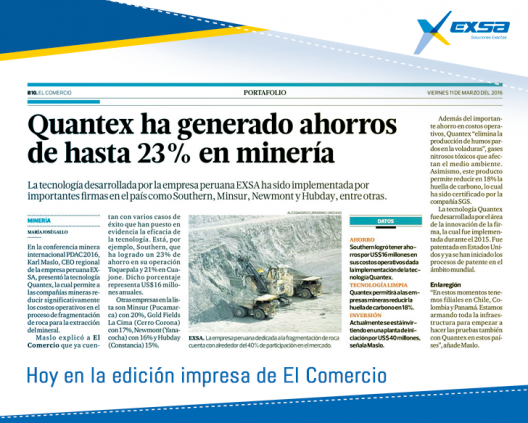 EXSA
Soluciones Exactas
B10. EL COMERCIO
PORTAFOLIO
VIERNES 11 DE MARZO DEL 2016
Quantex ha generado ahorros
de hasta 23% en minería
La tecnología desarrollada por la empresa peruana EXSA ha sido implementada por
importantes firmas en el país como Southern, Minsur, Newmont y Hubday, entre otras.
MINERÍA
MARÍA JOSÉ GALLO
En la conferencia minera
internacional PDAC 2016,
Karl Maslo, CEO regional
de la empresa peruana EX-
SA, presentó la tecnología
Quantex, la cual permite a
las compañías mineras re-
ducir significativamente
los costos operativos en el
proceso de fragmentación
de roca para la extracción
del mineral.
Maslo explicó a El
Comercio que ya cuen-
tan con varios casos de
éxito que han puesto en
evidencia la eficacia de
la tecnología. Está, por
ejemplo, Southern, que
ha logrado un 23% de
ahorro en su operación
Toquepala y 21% en Cua-
jone. Dicho porcentaje
representa US$16 millo-
nes anuales.
Otras empresas en la lis-
ta son Minsur (Pucamar-
ca) con 20%, Gold Fields
La Cima (Cerro Corona)
con 17%, Newmont (Yana-
cocha) con 16% y Hubday
(Constancia) 15%.
EXSA. La empresa peruana dedicada a la fragmentación de roca
cuenta con alrededor del 40% de participación en el mercado.
DATOS
AHORRO
Southern logró tener aho-
rros por US$16 millones en
sus costos operativos dada
la implementación de la tec-
nología Quantex.
TECNOLOGÍA LIMPIA
Quantex permitirá a las em-
presas mineras reducir la
huella de carbono en 18%.
INVERSIÓN
Actualmente se está invir-
tiendo en una planta de ini-
ciación por US$40 millones,
señala Maslo.
Además del importan-
te ahorro en costos opera-
tivos, Quantex “elimina la
producción de humos par-
dos en la voladuras”, gases
nitrosos tóxicos que afec-
tan el medio ambiente.
Asimismo, este producto
permite reducir en 18% la
huella de carbono, lo cual
ha sido certificado por la
compañía SGS.
La tecnología Quantex
fue desarrollada por el área
de innovación de la fir-
ma, la cual fue implemen-
tada durante el 2015. Fue
patentada en Estados Uni-
dos y ya se han iniciado los
procesos de patente en el
ámbito mundial.
En la región
“En estos momentos tene-
mos filiales en Chile, Co-
lombia y Panamá. Estamos
armando toda la infraes-
tructura para empezar a
hacer las pruebas también
con Quantex en estos paí-
ses”, añade Maslo.
Hoy en la edición impresa de El Comercio